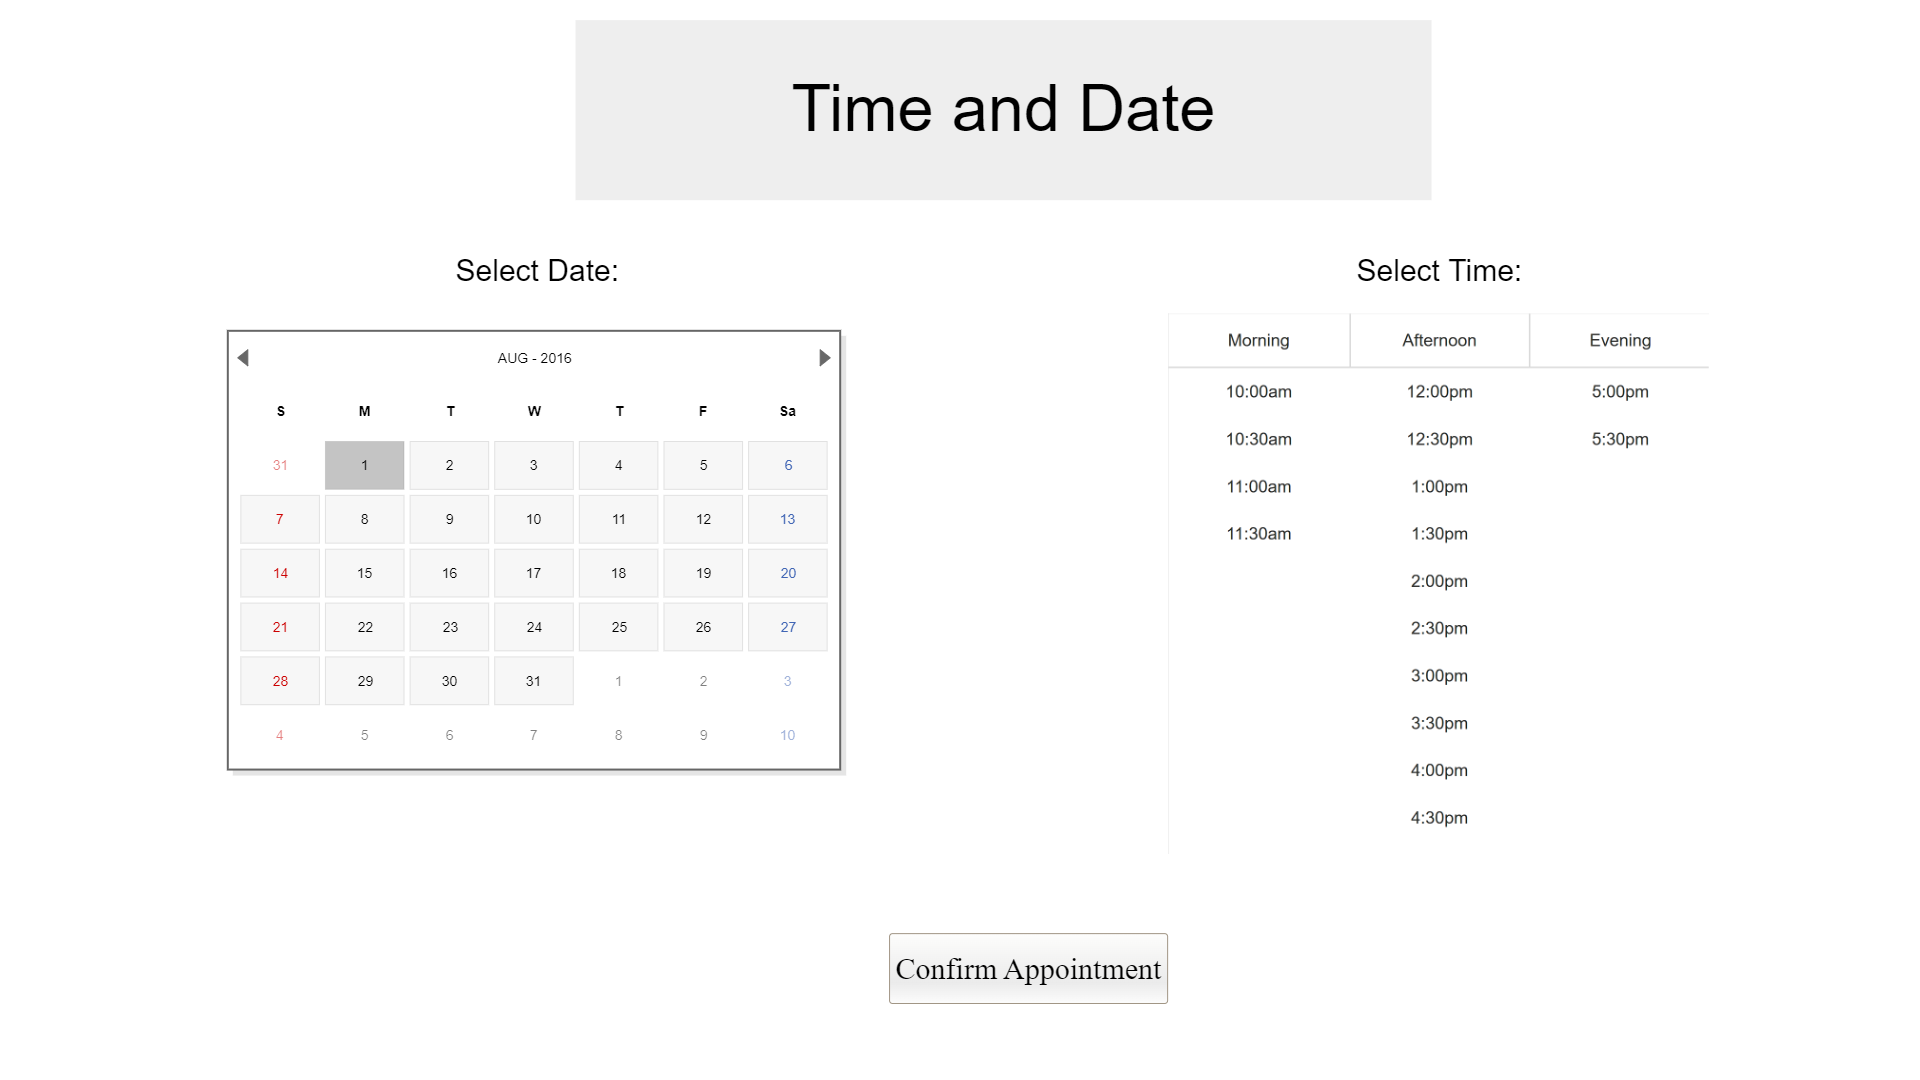 Time and Date
Select Date:
AUG - 2016
S M T W T F Sa
31 1 2 3 4 5 6
7 8 9 10 11 12 13
14 15 16 17 18 19 20
21 22 23 24 25 26 27
28 29 30 31 1 2 3
4 5 6 7 8 9 10
Select Time:
Morning Afternoon Evening
10:00am 12:00pm 5:00pm
10:30am 12:30pm 5:30pm
11:00am 1:00pm
11:30am 1:30pm
2:00pm
2:30pm
3:00pm
3:30pm
4:00pm
4:30pm
Confirm Appointment